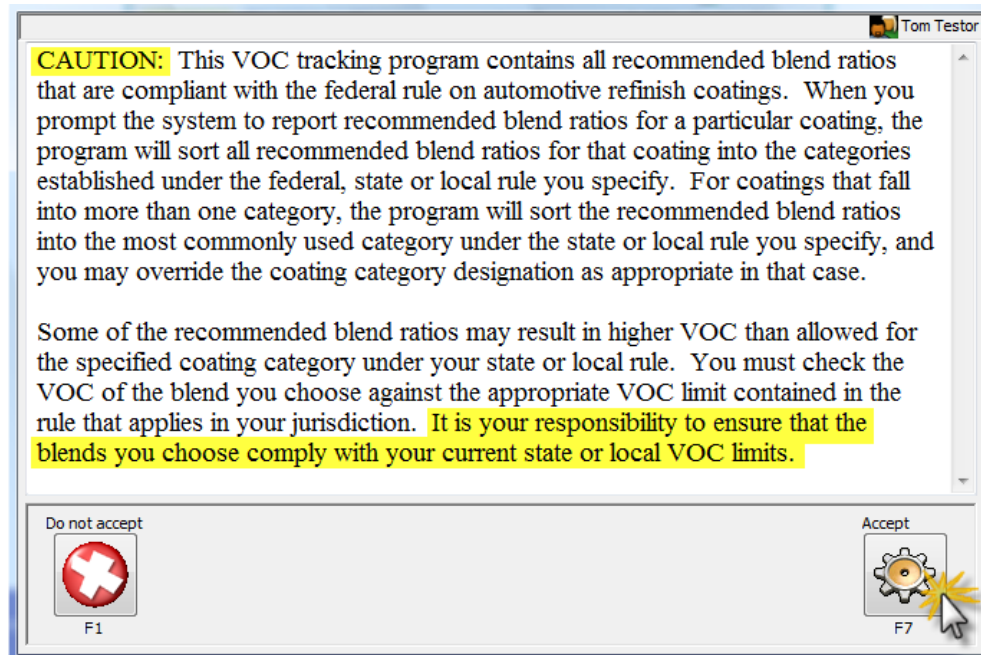 Tom Testor
CAUTION: This VOC tracking program contains all recommended blend ratios
that are compliant with the federal rule on automotive refinish coatings. When you
prompt the system to report recommended blend ratios for a particular coating, the
program will sort all recommended blend ratios for that coating into the categories
established under the federal, state or local rule you specify. For coatings that fall
into more than one category, the program will sort the recommended blend ratios
into the most commonly used category under the state or local rule you specify, and
you may override the coating category designation as appropriate in that case.
Some of the recommended blend ratios may result in higher VOC than allowed for
the specified coating category under your state or local rule. You must check the
VOC of the blend you choose against the appropriate VOC limit contained in the
rule that applies in your jurisdiction. It is your responsibility to ensure that the
blends you choose comply with your current state or local VOC limits.
Do not accept
Accept
F1
F7